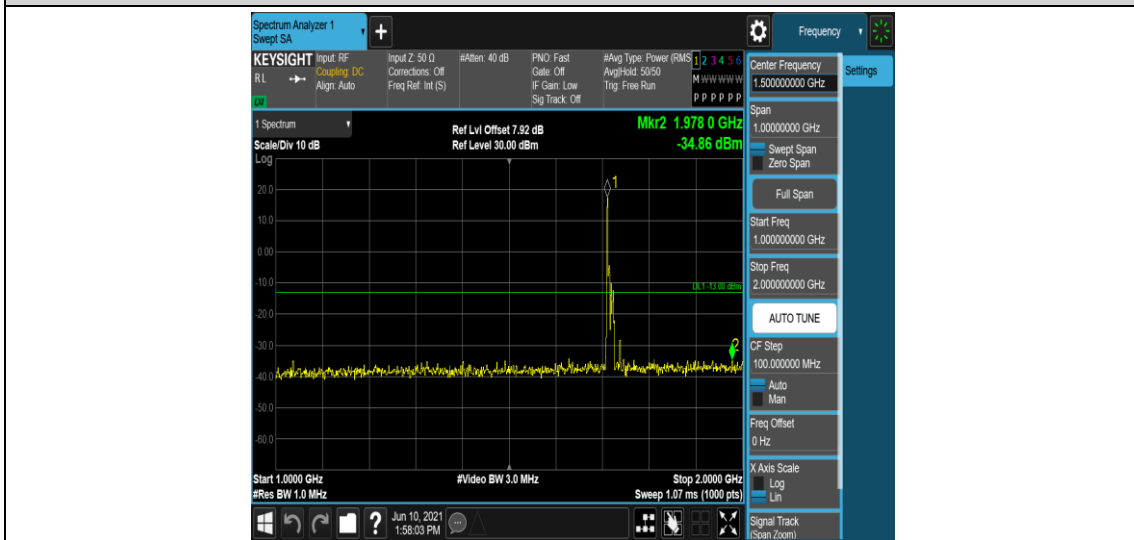 Spectrum Analyzer 1
Swept SA
+
Frequency
KEYSIGHT
RL
LXI
Input: RF
Coupling: DC
Align: Auto
Input Z: 50 Ω
Corrections: Off
Freq Ref: Int (S)
#Atten: 40 dB
PNO: Fast
Gate: Off
IF Gain: Low
Sig Track: Off
#Avg Type: Power (RMS
Avg|Hold: 50/50
Trig: Free Run
1 2 3 4 5 6
M W W W W W
P P P P P P
1 Spectrum
Scale/Div 10 dB
Log
Ref Lvl Offset 7.92 dB
Ref Level 30.00 dBm
Mkr2 1.978 0 GHz
-34.86 dBm
1
20.0
10.0
0.00
-10.0
DL1 -13.00 dBm
-20.0
-30.0
2
-40.0
-50.0
-60.0
Start 1.0000 GHz
#Res BW 1.0 MHz
#Video BW 3.0 MHz
Stop 2.0000 GHz
Sweep 1.07 ms (1000 pts)
?
Jun 10, 2021
1:58:03 PM
Center Frequency
1.500000000 GHz
Settings
Span
1.00000000 GHz
Swept Span
Zero Span
Full Span
Start Freq
1.000000000 GHz
Stop Freq
2.000000000 GHz
AUTO TUNE
CF Step
100.000000 MHz
Auto
Man
Freq Offset
0 Hz
X Axis Scale
Log
Lin
Signal Track
(Span Zoom)